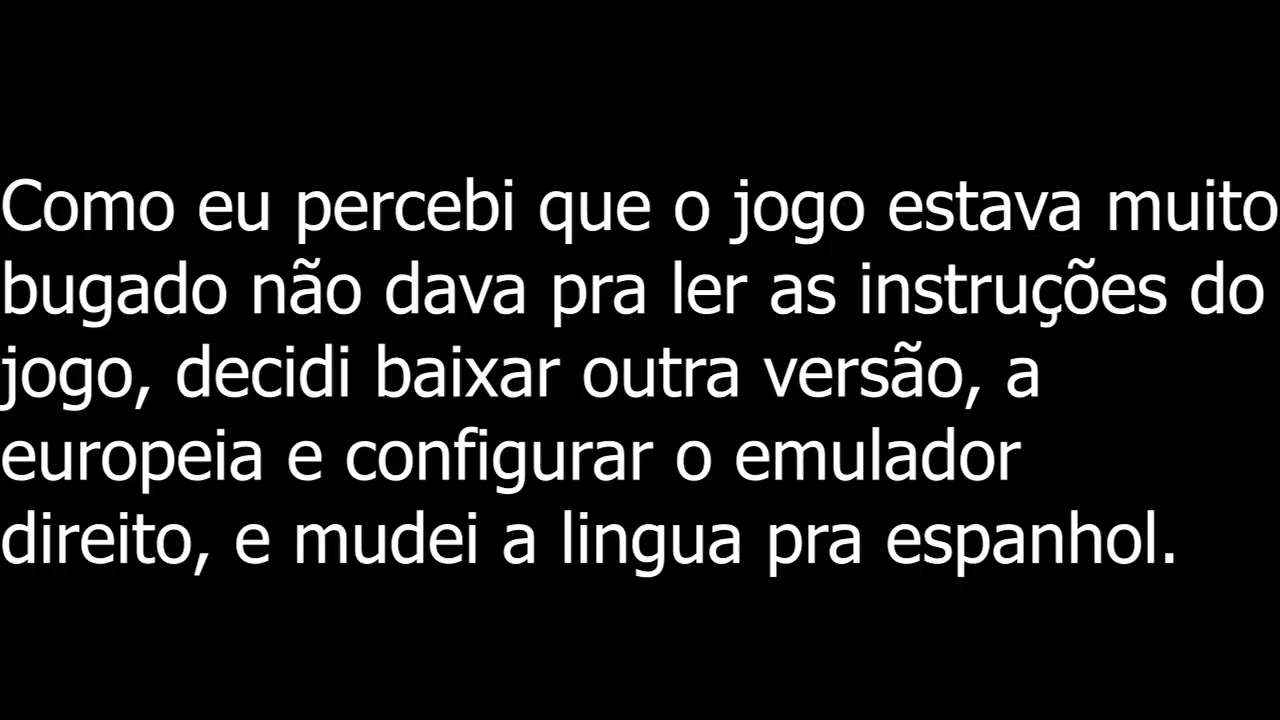 Como eu percebi que o jogo estava muito
bugado não dava pra ler as instruções do
jogo, decidi baixar outra versão, a
europeia e configurar o emulador
direito, e mudei a lingua pra espanhol.